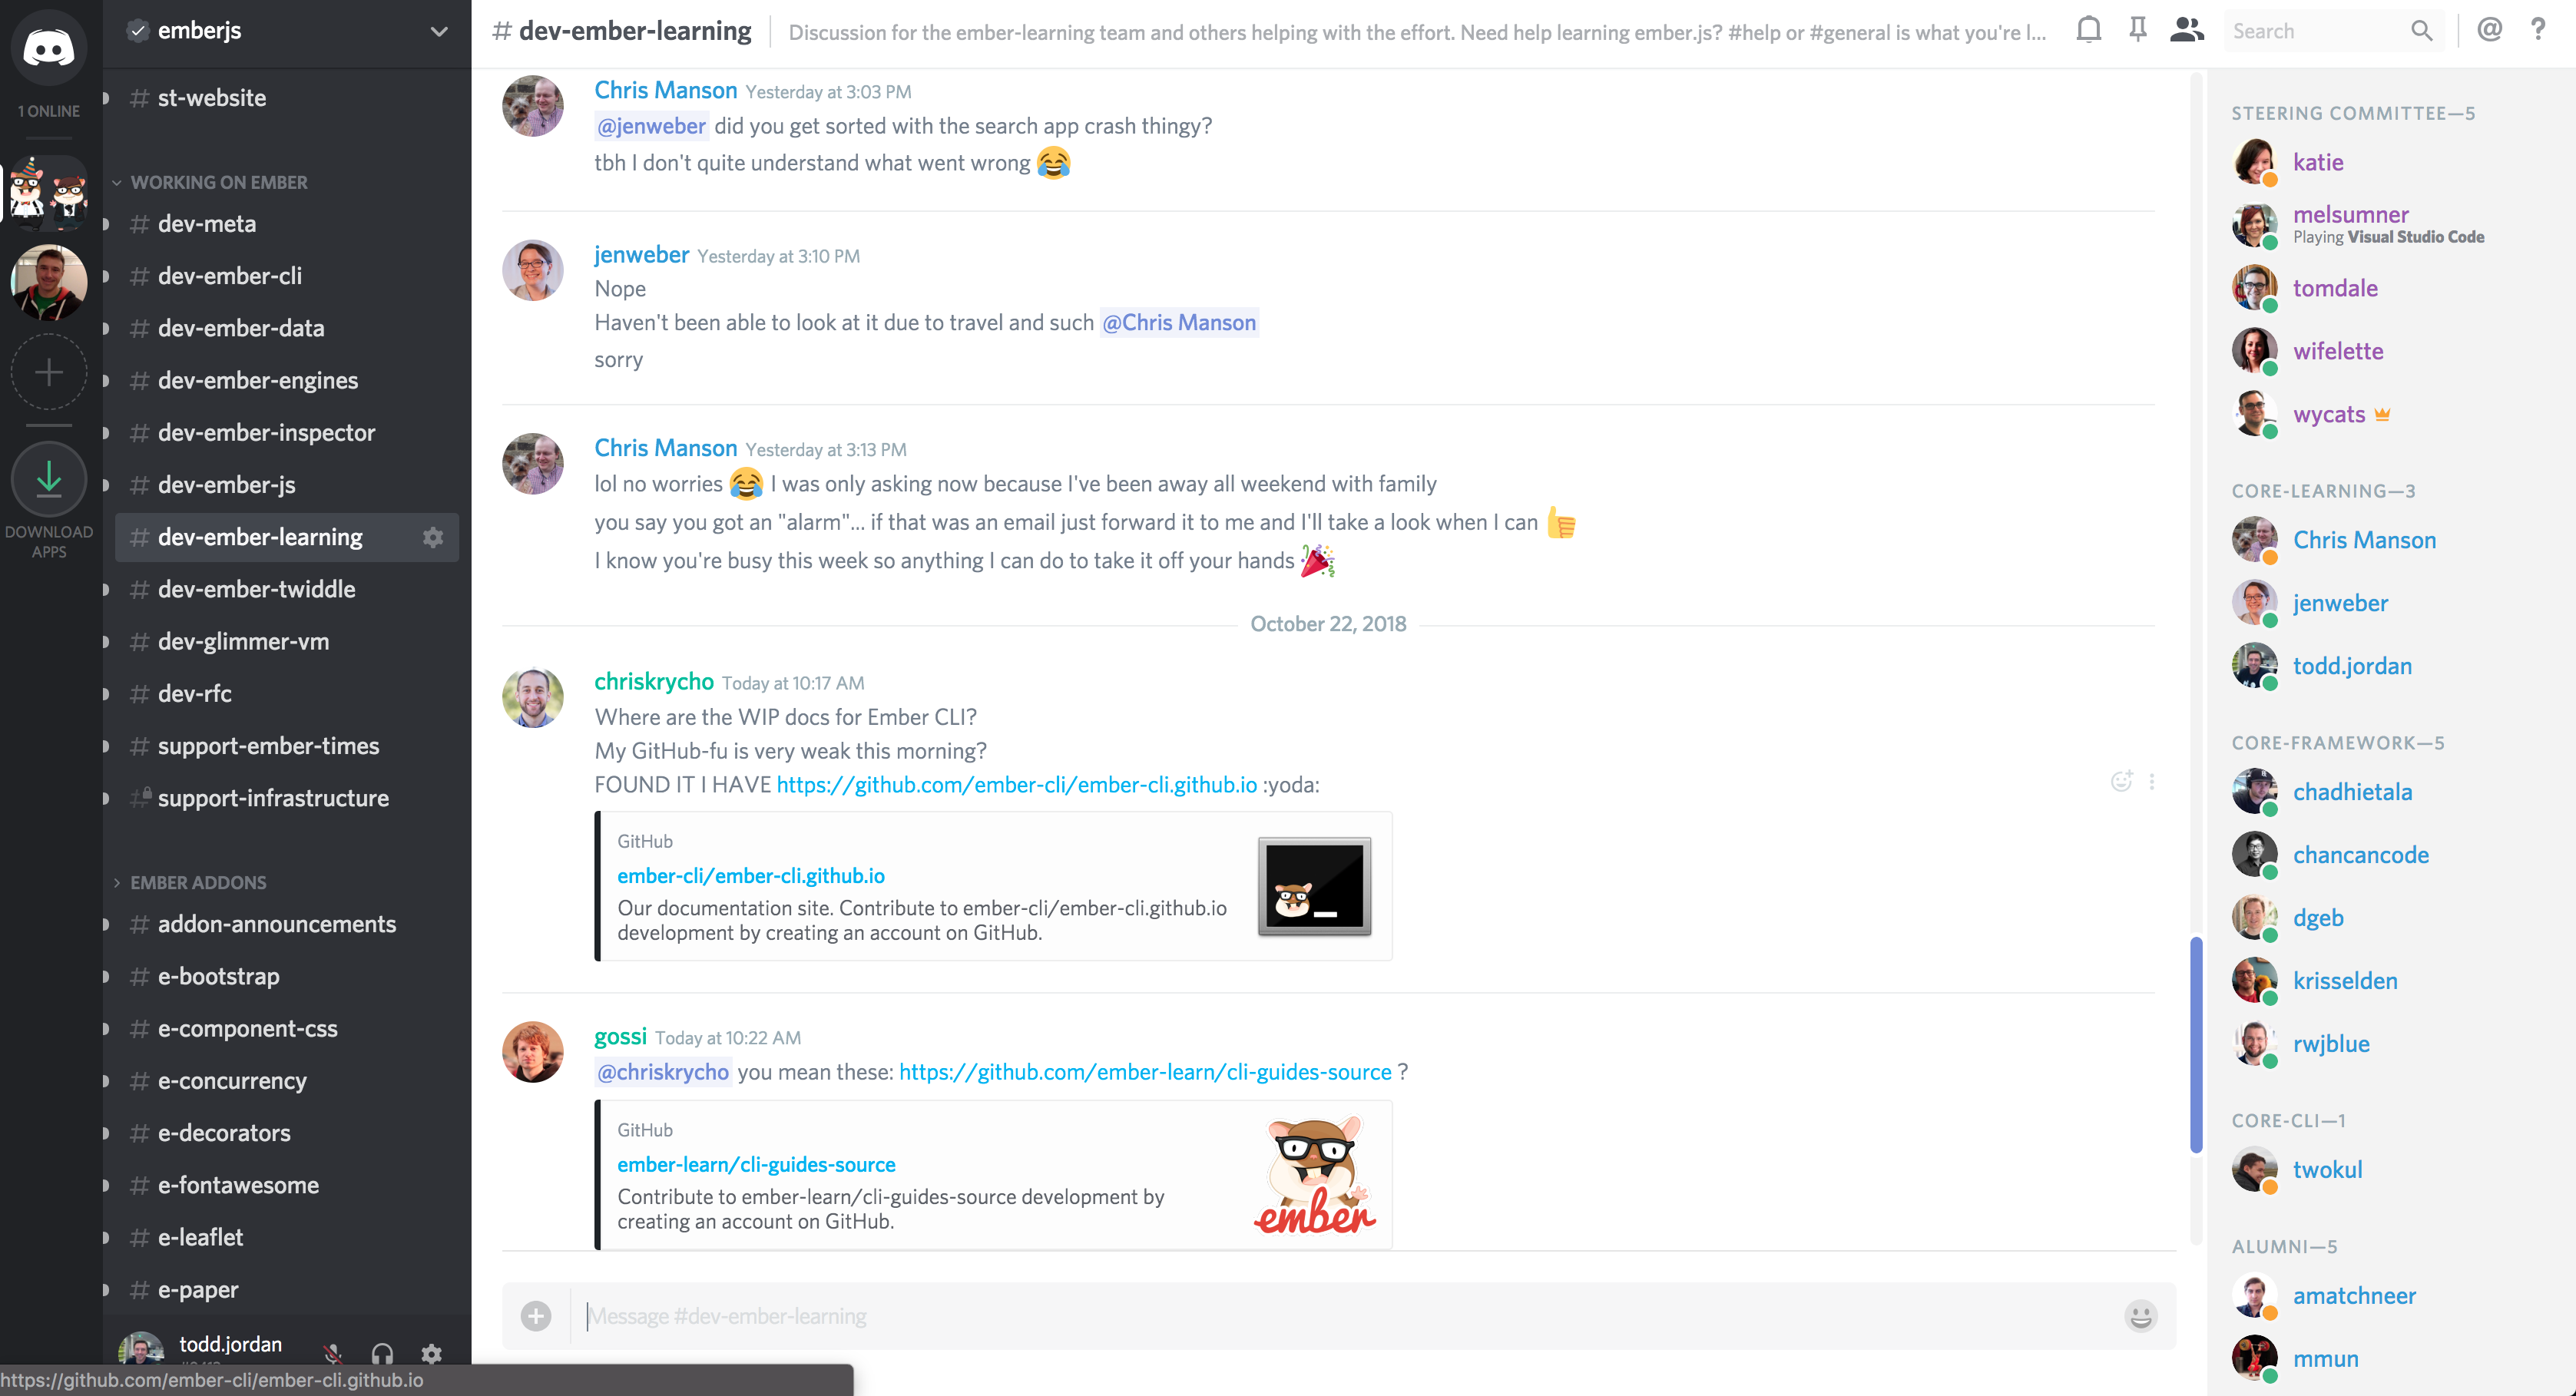 1 ONLINE
DOWNLOAD
APPS
emberjs
# st-website
WORKING ON EMBER
# dev-meta
# dev-ember-cli
# dev-ember-data
# dev-ember-engines
# dev-ember-inspector
# dev-ember-js
# dev-ember-learning
# dev-ember-twiddle
# dev-glimmer-vm
# dev-rfc
# support-ember-times
# support-infrastructure
EMBER ADDONS
# addon-announcements
# e-bootstrap
# e-component-css
# e-concurrency
# e-decorators
# e-fontawesome
# e-leaflet
# e-paper
todd.jordan
https://github.com/ember-cli/ember-cli.github.io
# dev-ember-learning
Discussion for the ember-learning team and others helping with the effort. Need help learning ember.js? #help or #general is what you're l...
Search
@ ?
Chris Manson Yesterday at 3:03 PM
@jenweber did you get sorted with the search app crash thingy?
tbh I don't quite understand what went wrong 😂
jenweber Yesterday at 3:10 PM
Nope
Haven't been able to look at it due to travel and such @Chris Manson
sorry
Chris Manson Yesterday at 3:13 PM
lol no worries 😂 I was only asking now because I've been away all weekend with family
you say you got an "alarm"... if that was an email just forward it to me and I'll take a look when I can 👍
I know you're busy this week so anything I can do to take it off your hands 🎉
October 22, 2018
chriskrycho Today at 10:17 AM
Where are the WIP docs for Ember CLI?
My GitHub-fu is very weak this morning?
FOUND IT I HAVE https://github.com/ember-cli/ember-cli.github.io :yoda:
GitHub
ember-cli/ember-cli.github.io
Our documentation site. Contribute to ember-cli/ember-cli.github.io
development by creating an account on GitHub.
gossi Today at 10:22 AM
@chriskrycho you mean these: https://github.com/ember-learn/cli-guides-source ?
GitHub
ember-learn/cli-guides-source
Contribute to ember-learn/cli-guides-source development by
creating an account on GitHub.
ember
Message #dev-ember-learning
STEERING COMMITTEE—5
katie
melsumner
Playing Visual Studio Code
tomdale
wifelette
wycats
CORE-LEARNING—3
Chris Manson
jenweber
todd.jordan
CORE-FRAMEWORK—5
chadhietala
chancancode
dgeb
krisselden
rwjblue
CORE-CLI—1
twokul
ALUMNI—5
amatchneer
mmun